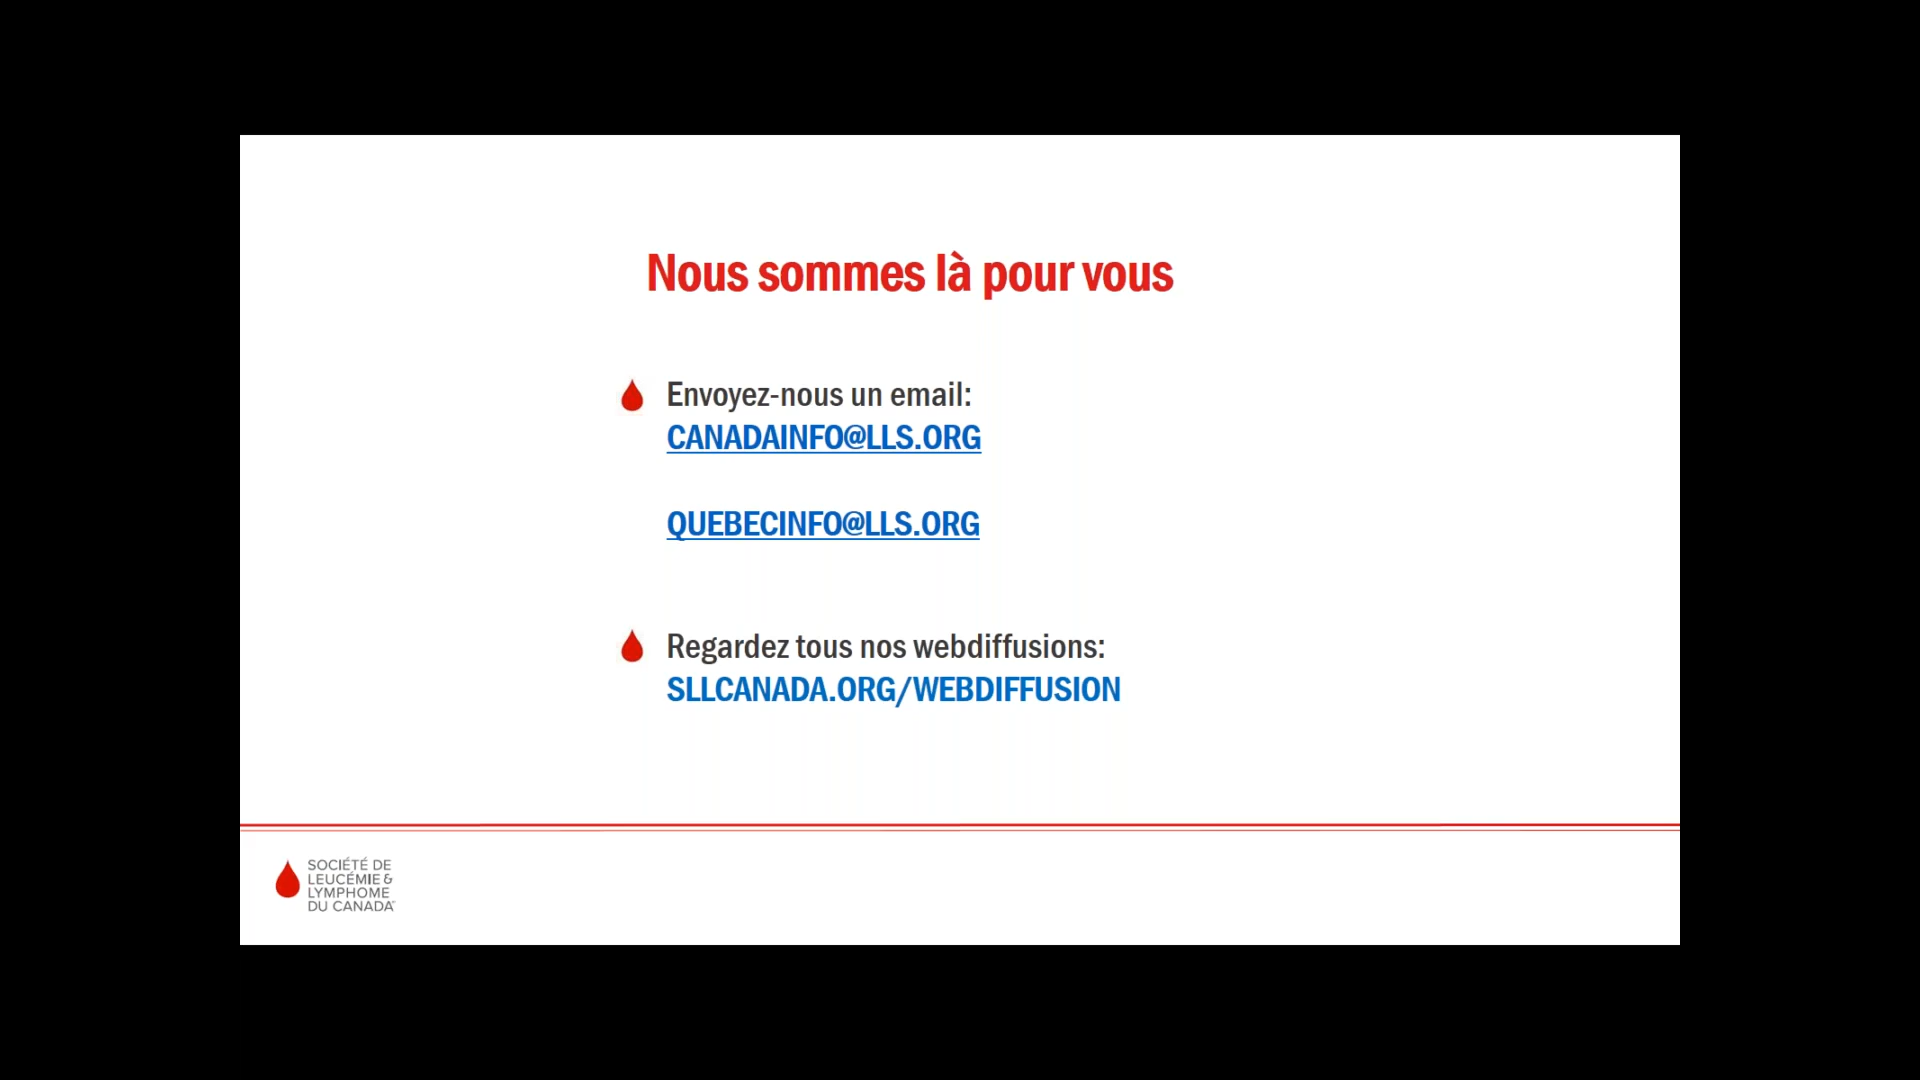 Nous sommes là pour vous
Envoyez-nous un email:
CANADAINFO@LLS.ORG
QUEBECINFO@LLS.ORG
Regardez tous nos webdiffusions:
SLLCANADA.ORG/WEBDIFFUSION
SOCIÉTÉ DE
LEUCÉMIE &
LYMPHOME
DU CANADA